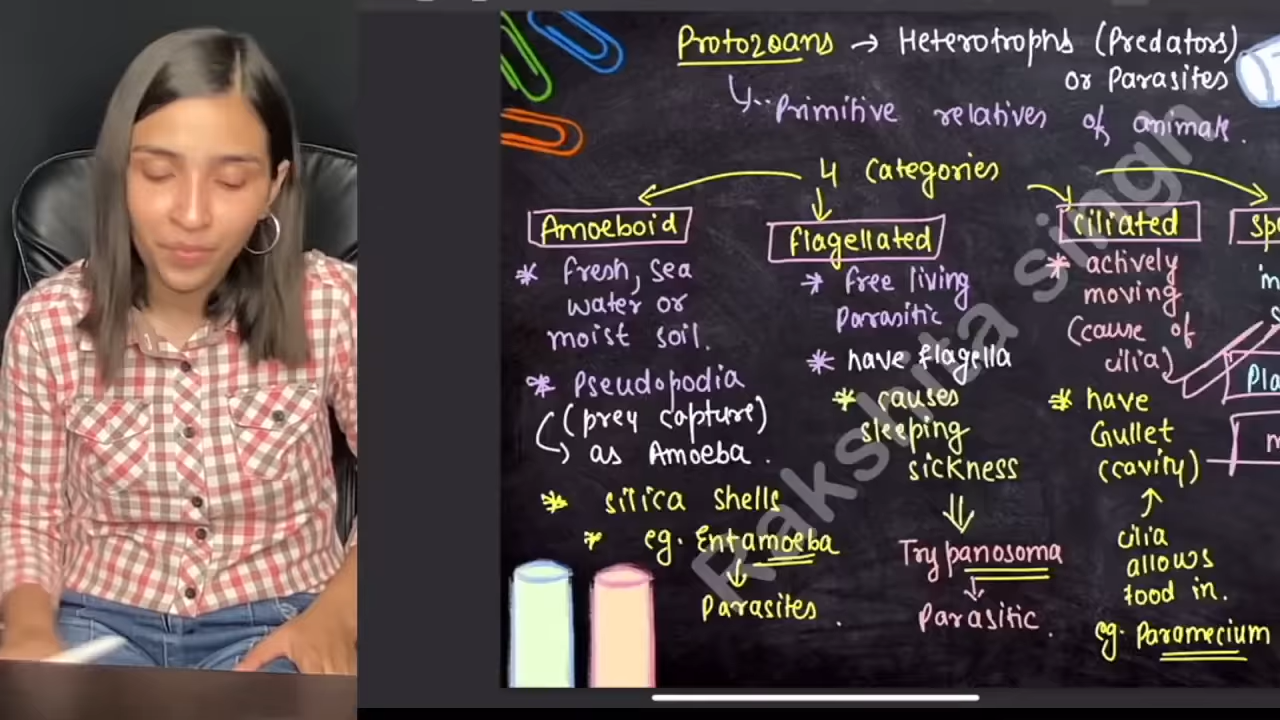 Protozoans → Heterotrophs (Predators)
or Parasites
Primitive relatives of animals.
4 Categories
Amoeboid
* fresh, sea
water or
moist soil.
* Pseudopodia
(prey capture)
as Amoeba.
* silica shells
* eg. Entamoeba
Parasites.
flagellated
* free living
Parasitic
* have flagella
* causes
sleeping
sickness
Trypanosoma
Parasitic.
Ciliated
* actively
moving
(cause of
cilia)
* have
Gullet
(cavity)
cilia
allows
food in.
eg. Paramecium
Rakshita singh